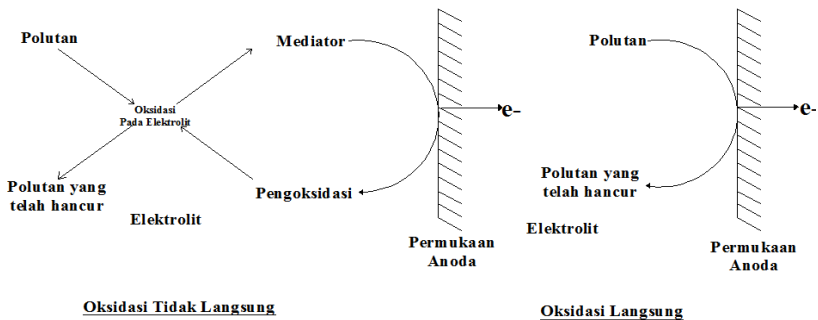 Polutan
Mediator
Oksidasi
Pada Elektrolit
e-
Polutan yang
telah hancur
Pengoksidasi
Elektrolit
Permukaan
Anoda
Oksidasi Tidak Langsung
Polutan
e-
Polutan yang
telah hancur
Elektrolit
Permukaan
Anoda
Oksidasi Langsung